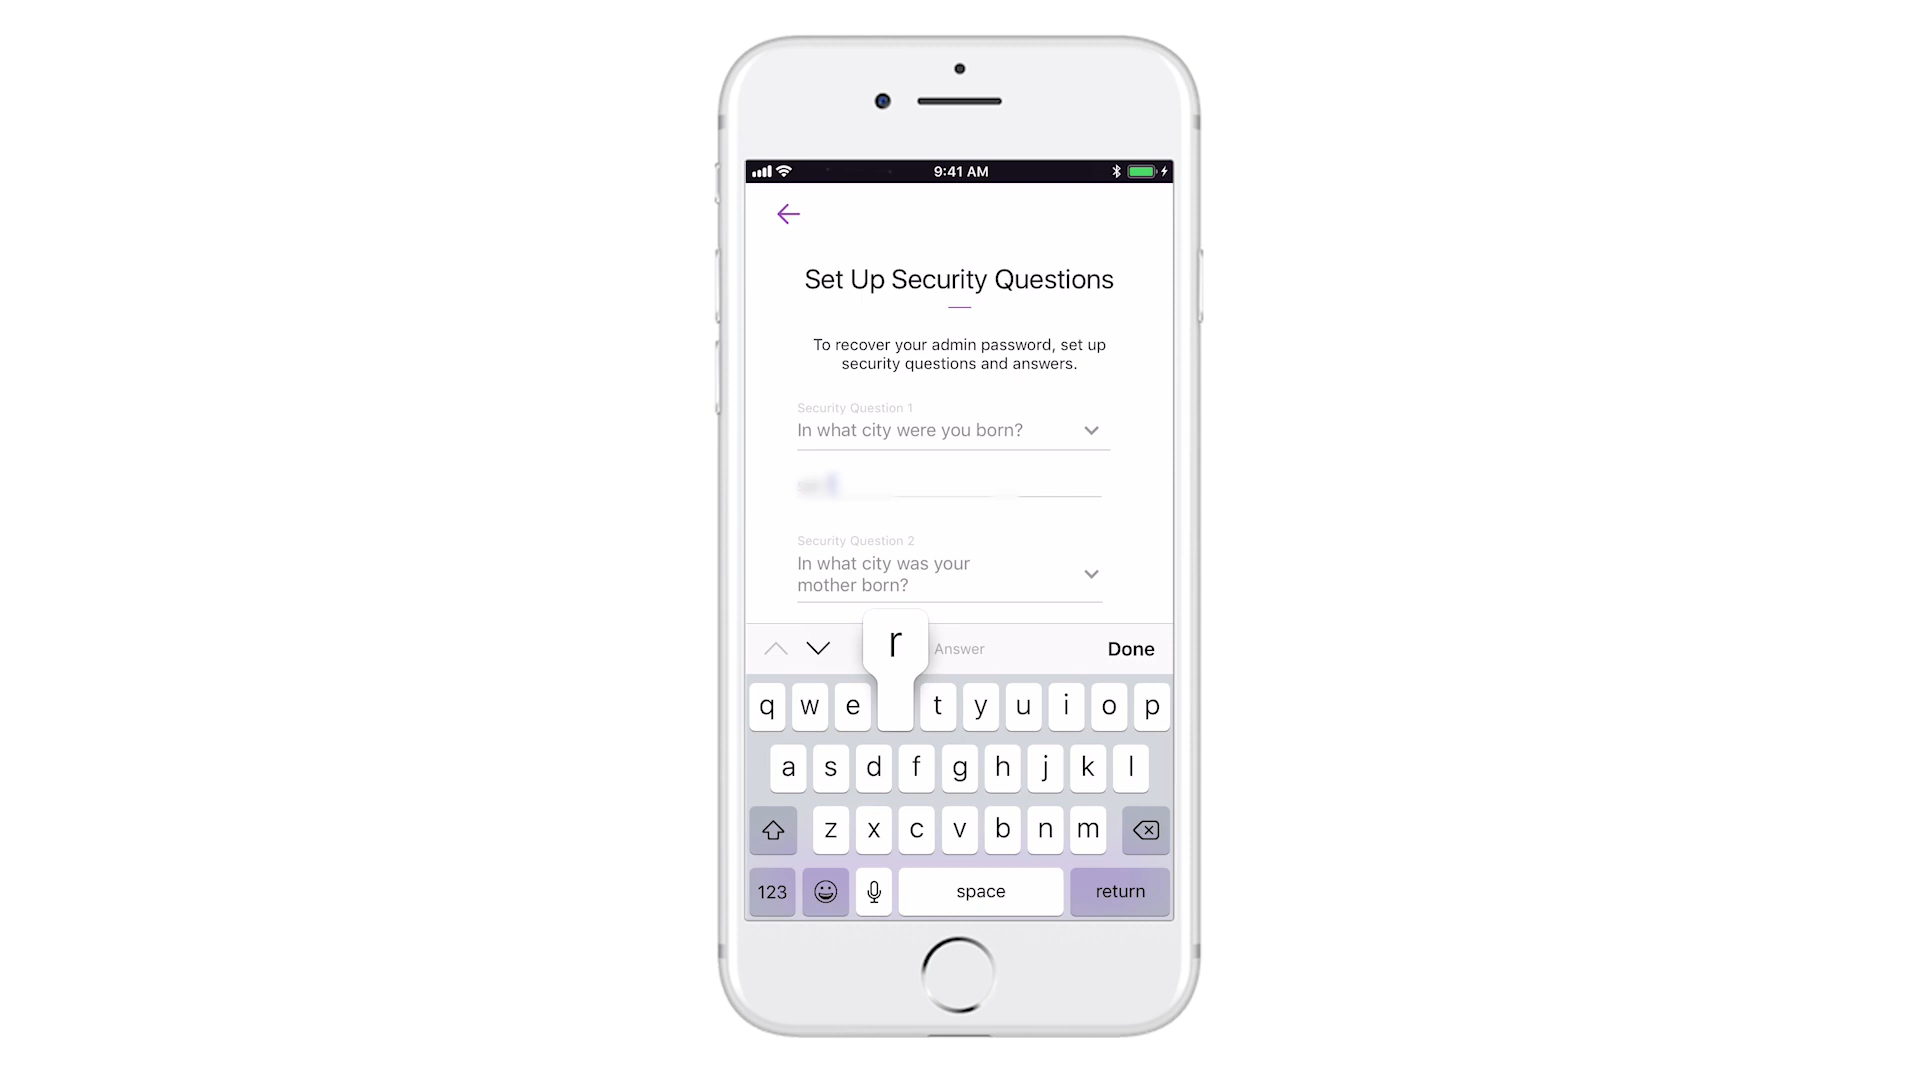 9:41 AM
Set Up Security Questions
To recover your admin password, set up
security questions and answers.
Security Question 1
In what city were you born?
Security Question 2
In what city was your
mother born?
r
Answer
Done
q w e t y u i o p
a s d f g h j k l
z x c v b n m
123 space return